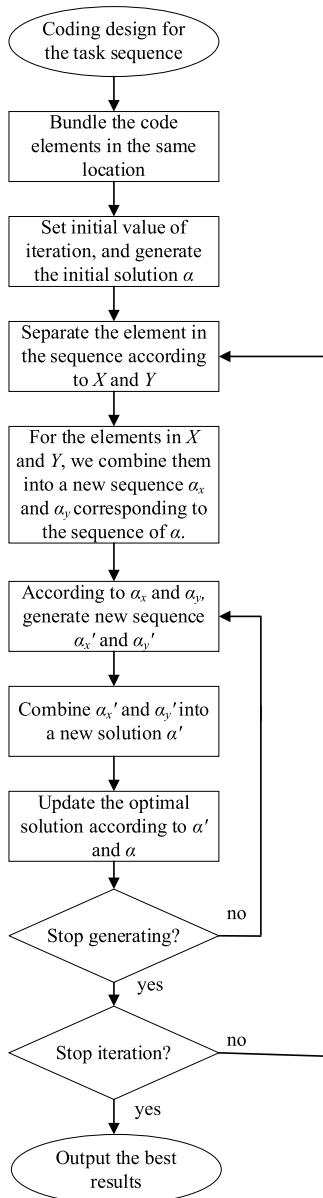 Coding design for
the task sequence
Bundle the code
elements in the same
location
Set initial value of
iteration, and generate
the initial solution α
Separate the element in
the sequence according
to X and Y
For the elements in X
and Y, we combine them
into a new sequence αx
and αy corresponding to
the sequence of α.
According to αx and αy,
generate new sequence
αx' and αy'
Combine αx' and αy' into
a new solution α'
Update the optimal
solution according to α'
and α
Stop generating?
no
yes
Stop iteration?
no
yes
Output the best
results